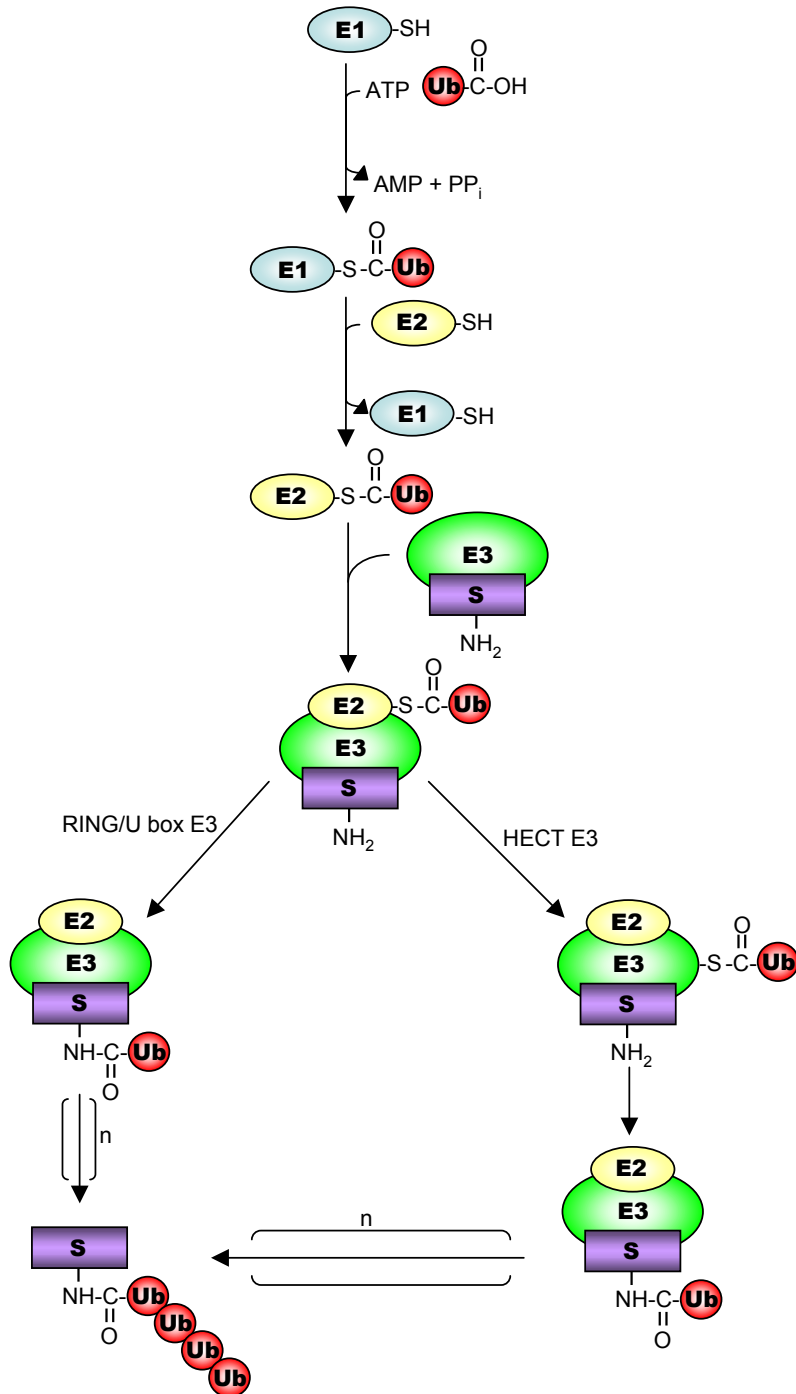 E1 -SH
O
ATP Ub -C-OH
AMP + PPi
O
E1 -S-C- Ub
E2 -SH
E1 -SH
O
E2 -S-C- Ub
E3
S
NH2
O
E2 -S-C- Ub
E3
S
NH2
RING/U box E3
HECT E3
E2
E3
S
NH-C- Ub
O
n
O
E2
E3 -S-C- Ub
S
NH2
E2
E3
S
NH-C- Ub
O
n
S
NH-C- Ub
O
Ub
Ub
Ub